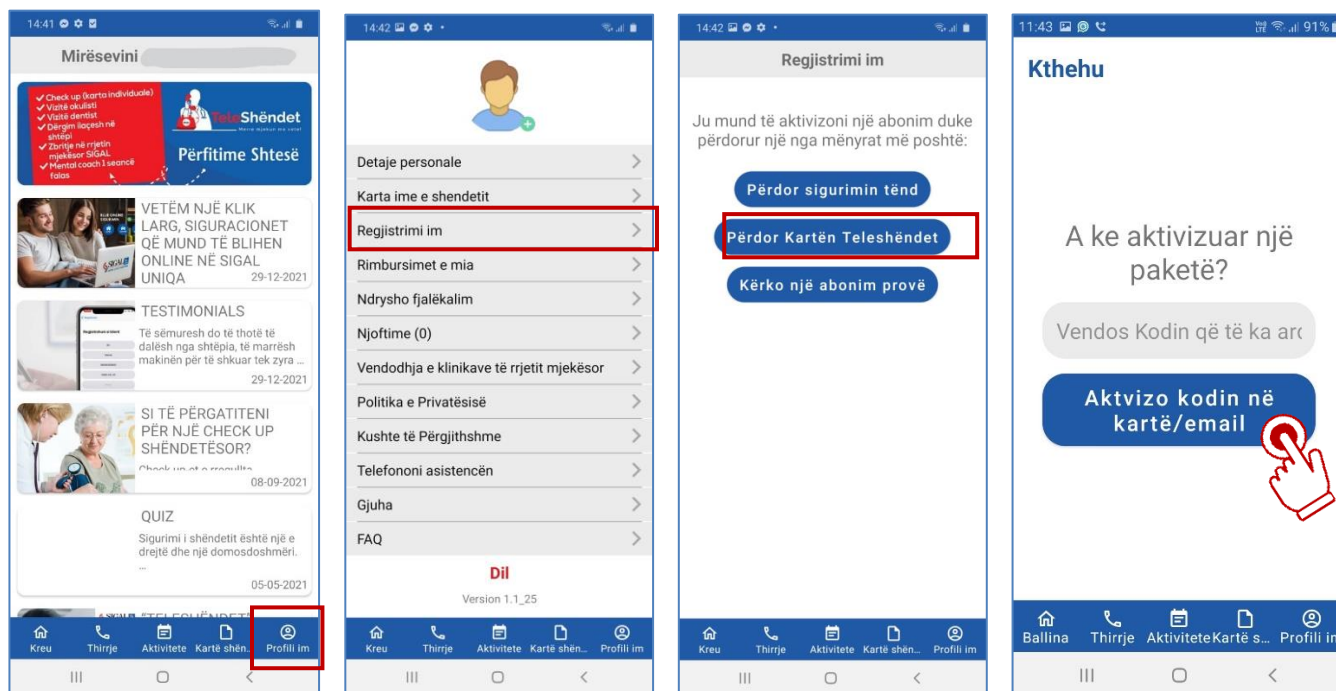 14:41
Mirësevini
Check up (karta individuale)
Vizitë okulisti
Vizitë dentist
Dërgim ilaçesh në
shtëpi
Zbritje në rrjetin
mjekësor SIGAL
Mental coach 1 seancë
falas
TeleShëndet
Përfitime Shtesë
VETËM NJË KLIK
LARG, SIGURACIONET
QË MUND TË BLIHEN
ONLINE NË SIGAL
UNIQA
29-12-2021
TESTIMONIALS
Të sëmuresh do të thotë të
dalësh nga shtëpia, të marrësh
makinën për të shkuar tek zyra ...
29-12-2021
SI TË PËRGATITENI
PËR NJË CHECK UP
SHËNDETËSOR?
Check up-et e rregullta
08-09-2021
QUIZ
Sigurimi i shëndetit është një e
drejtë dhe një domosdoshmëri.
...
05-05-2021
"TELESHËNDET"
Kreu Thirrje Aktivitete Kartë shën... Profili im
14:42
Detaje personale
Karta ime e shendetit
Regjistrimi im
Rimbursimet e mia
Ndrysho fjalëkalim
Njoftime (0)
Vendodhja e klinikave të rrjetit mjekësor
Politika e Privatësisë
Kushte të Përgjithshme
Telefononi asistencën
Gjuha
FAQ
Dil
Version 1.1_25
Kreu Thirrje Aktivitete Kartë shën... Profili im
14:42
Regjistrimi im
Ju mund të aktivizoni një abonim duke
përdorur një nga mënyrat më poshtë:
Përdor sigurimin tënd
Përdor Kartën Teleshëndet
Kërko një abonim provë
Kreu Thirrje Aktivitete Kartë shën... Profili im
11:43 91%
Kthehu
A ke aktivizuar një
paketë?
Vendos Kodin që të ka arc
Aktvizo kodin në
kartë/email
Ballina Thirrje Aktivitete Kartë s... Profili im